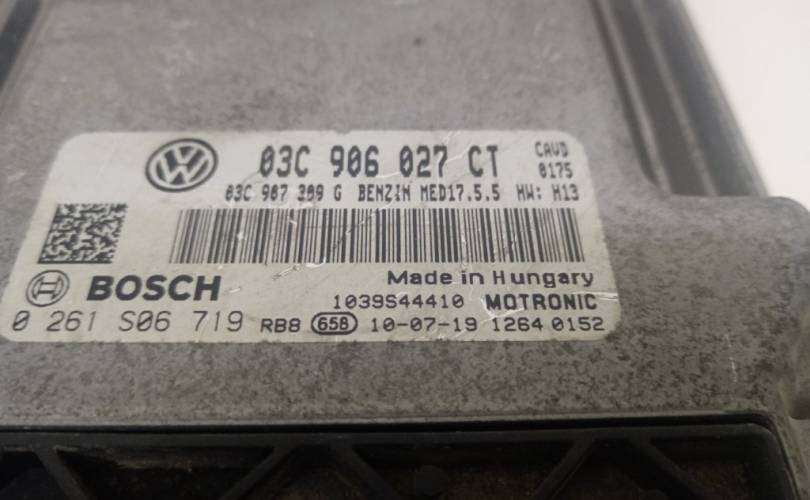 03C 906 027 CT CAVD
0175
03C 907 309 G BENZIN MED17.5.5 HW: H13
BOSCH
Made in Hungary
1039S44410 MOTRONIC
0 261 S06 719 RB8 658 10-07-19 1264 0152